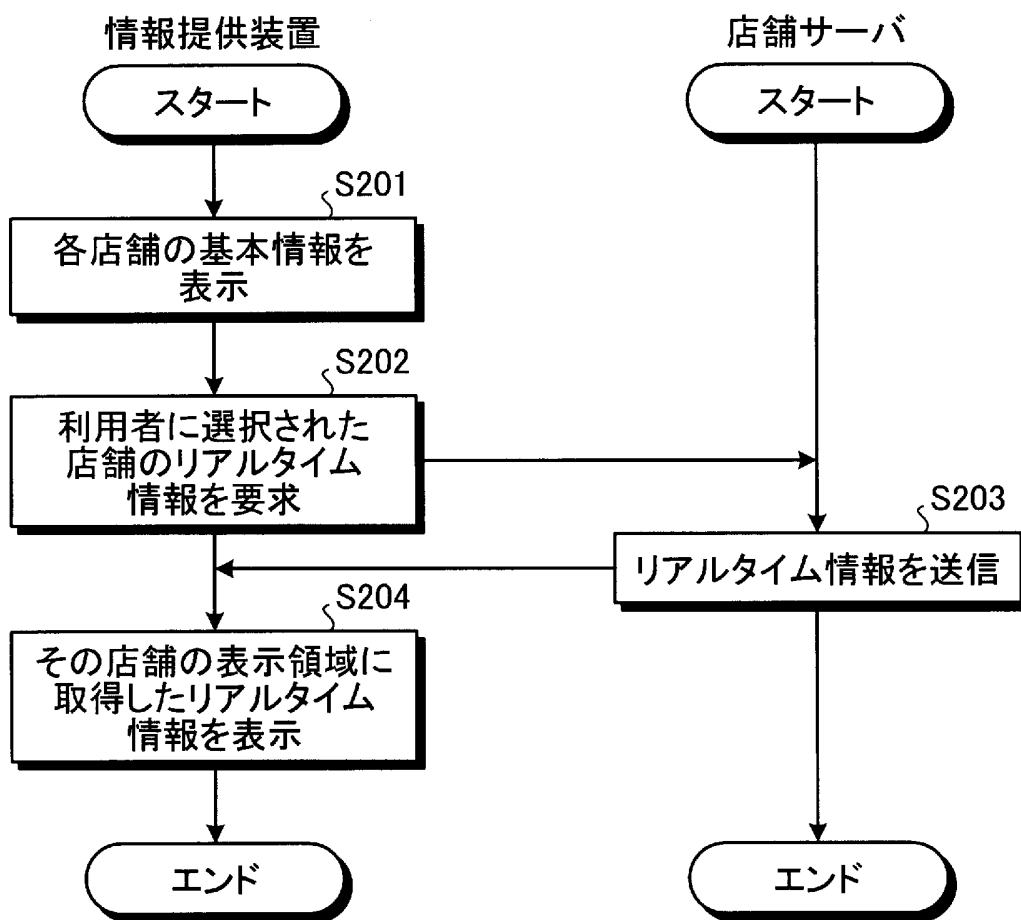 情報提供装置
店舗サーバ
スタート
スタート
S201
各店舗の基本情報を
表示
S202
利用者に選択された
店舗のリアルタイム
情報を要求
S203
リアルタイム情報を送信
S204
その店舗の表示領域に
取得したリアルタイム
情報を表示
エンド
エンド